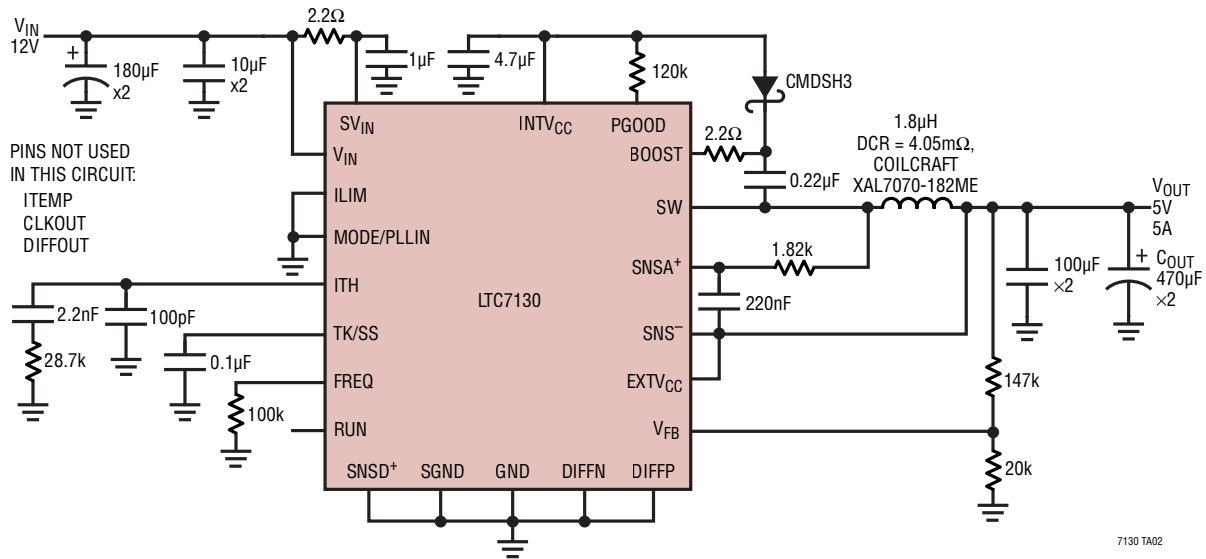 V_IN
12V
180µF
x2
10µF
x2
2.2Ω
1µF
4.7µF
120k
CMDSH3
SV_IN
INTV_CC
PGOOD
PINS NOT USED
IN THIS CIRCUIT:
ITEMP
CLKOUT
DIFFOUT
V_IN
ILIM
MODE/PLLIN
ITH
TK/SS
FREQ
RUN
2.2nF
28.7k
100pF
0.1µF
100k
LTC7130
BOOST
2.2Ω
0.22µF
SW
1.8µH
DCR = 4.05mΩ,
COILCRAFT
XAL7070-182ME
V_OUT
5V
5A
SNSA+
1.82k
220nF
SNS–
EXTV_CC
V_FB
100µF
×2
+
C_OUT
470µF
×2
+
147k
20k
SNSD+
SGND
GND
DIFFN
DIFFP
7130 TA02